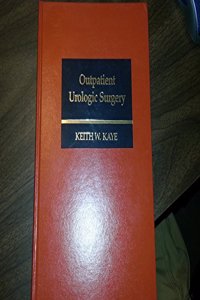 Outpatient
Urologic Surgery
KEITH W. KAYE